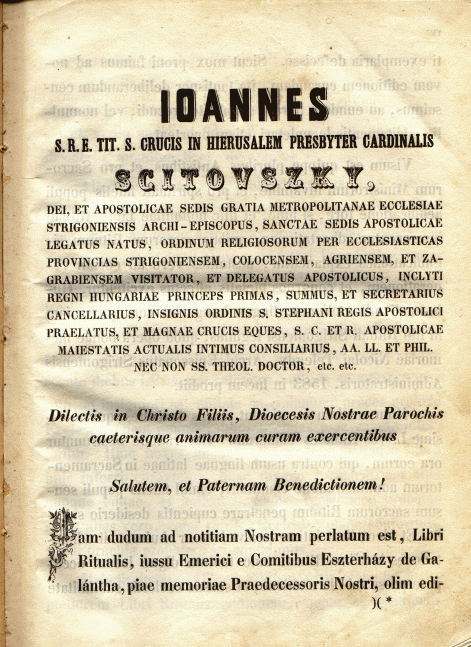 IOANNES
S. R. E. TIT. S. CRUCIS IN HIERUSALEM PRESBYTER CARDINALIS
SCITOVSZKY,
DEI, ET APOSTOLICAE SEDIS GRATIA METROPOLITANAE ECCLESIAE
STRIGONIENSIS ARCHI-EPISCOPUS, SANCTAE SEDIS APOSTOLICAE
LEGATUS NATUS, ORDINUM RELIGIOSORUM PER ECCLESIASTICAS
PROVINCIAS STRIGONIENSEM, COLOCENSEM, AGRIENSEM, ET ZA-
GRABIENSEM VISITATOR, ET DELEGATUS APOSTOLICUS, INCLYTI
REGNI HUNGARIAE PRINCEPS PRIMAS, SUMMUS, ET SECRETARIUS
CANCELLARIUS, INSIGNIS ORDINIS S. STEPHANI REGIS APOSTOLICI
PRAELATUS, ET MAGNAE CRUCIS EQUES, S. C. ET R. APOSTOLICAE
MAIESTATIS ACTUALIS INTIMUS CONSILIARIUS, AA. LL. ET PHIL.
NEC NON SS. THEOL. DOCTOR, etc. etc.
Dilectis in Christo Filiis, Dioecesis Nostrae Parochis
caeterisque animarum curam exercentibus
Salutem, et Paternam Benedictionem!
Iam dudum ad notitiam Nostram perlatum est, Libri
Ritualis, iussu Emerici e Comitibus Eszterházy de Ga-
lántha, piae memoriae Praedecessoris Nostri, olim edi-
)( *